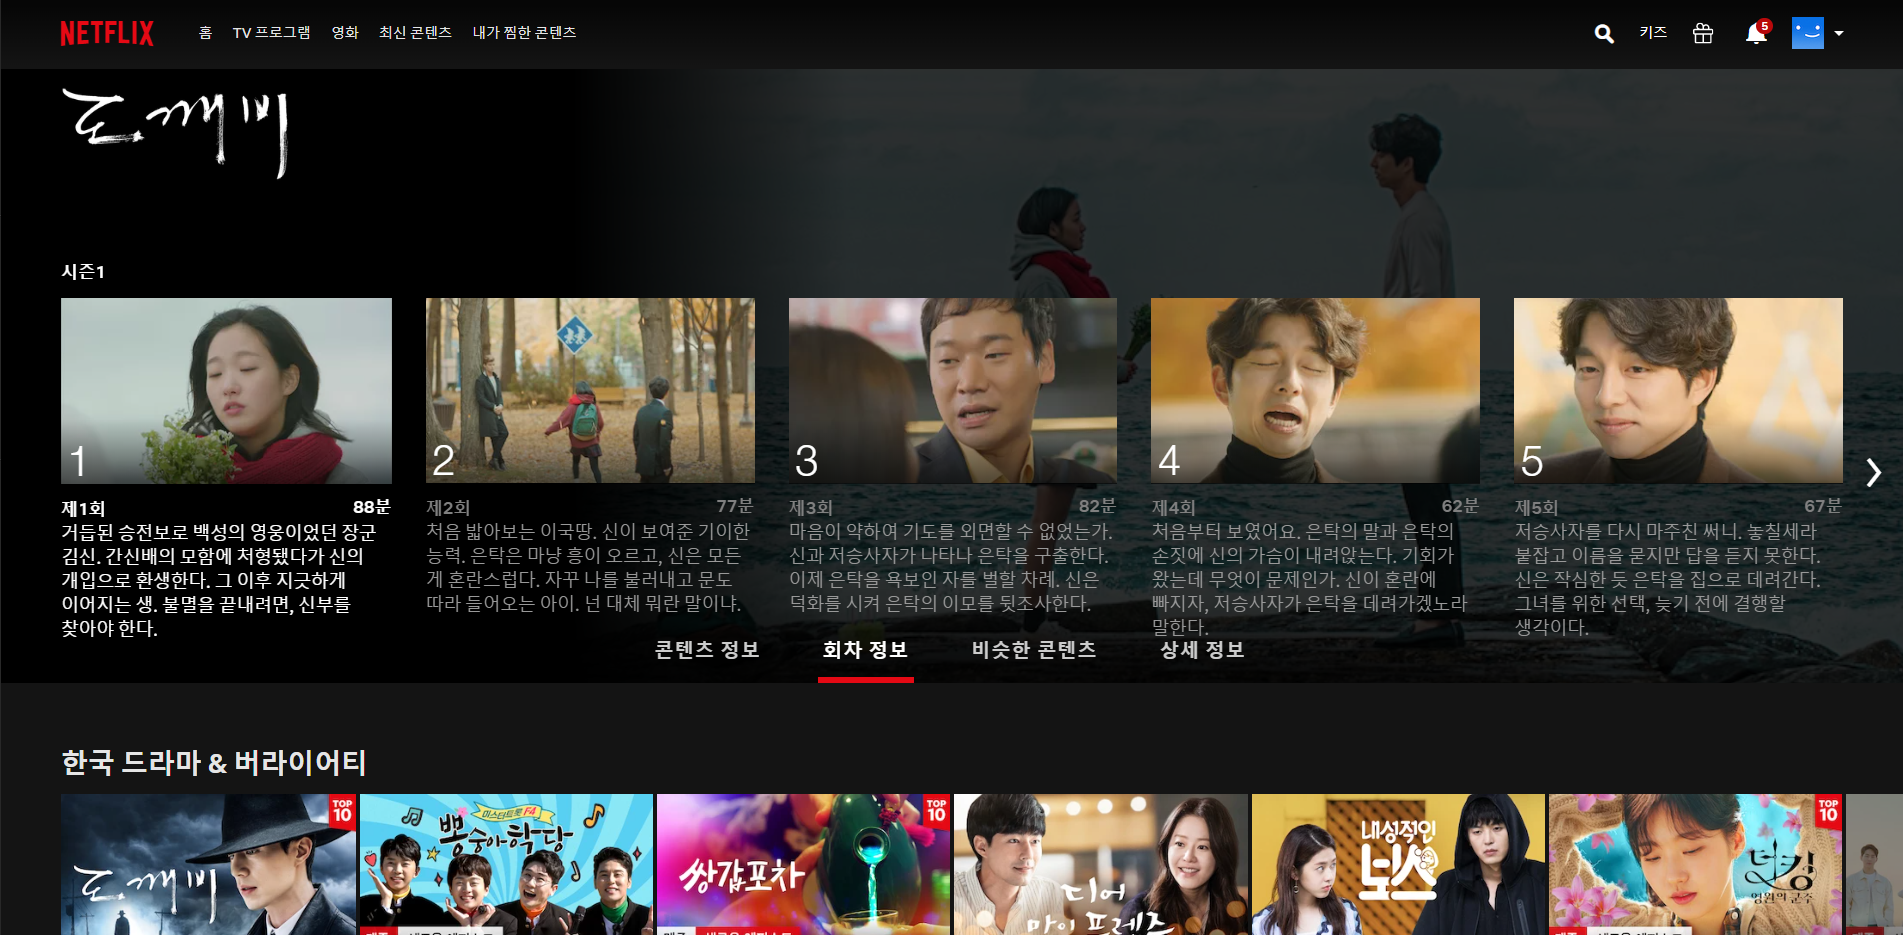 NETFLIX 홈 TV 프로그램 영화 최신 콘텐츠 내가 찜한 콘텐츠 키즈 5
도깨비
시즌1
1
2
3
4
5
제1회 88분
거듭된 승전보로 백성의 영웅이었던 장군
김신. 간신배의 모함에 처형됐다가 신의
개입으로 환생한다. 그 이후 지긋하게
이어지는 생. 불멸을 끝내려면, 신부를
찾아야 한다.
제2회 77분
처음 밟아보는 이국땅. 신이 보여준 기이한
능력. 은탁은 마냥 흥이 오르고, 신은 모든
게 혼란스럽다. 자꾸 나를 불러내고 문도
따라 들어오는 아이. 넌 대체 뭐란 말이냐.
제3회 82분
마음이 약하여 기도를 외면할 수 없었는가.
신과 저승사자가 나타나 은탁을 구출한다.
이제 은탁을 욕보인 자를 벌할 차례. 신은
덕화를 시켜 은탁의 이모를 뒷조사한다.
제4회 62분
처음부터 보였어요. 은탁의 말과 은탁의
손짓에 신의 가슴이 내려앉는다. 기회가
왔는데 무엇이 문제인가. 신이 혼란에
빠지자, 저승사자가 은탁을 데려가겠노라
말한다.
제5회 67분
저승사자를 다시 마주친 써니. 놓칠세라
붙잡고 이름을 묻지만 답을 듣지 못한다.
신은 작심한 듯 은탁을 집으로 데려간다.
그녀를 위한 선택, 늦기 전에 결행할
생각이다.
콘텐츠 정보 회차 정보 비슷한 콘텐츠 상세 정보
한국 드라마 & 버라이어티
TOP 10
도깨비
미스터트롯 F4
뽕숭아학당
TOP 10
쌍갑포차
디어
마이 프렌즈
내성적인
보스
TOP 10
더킹
영원의 군주